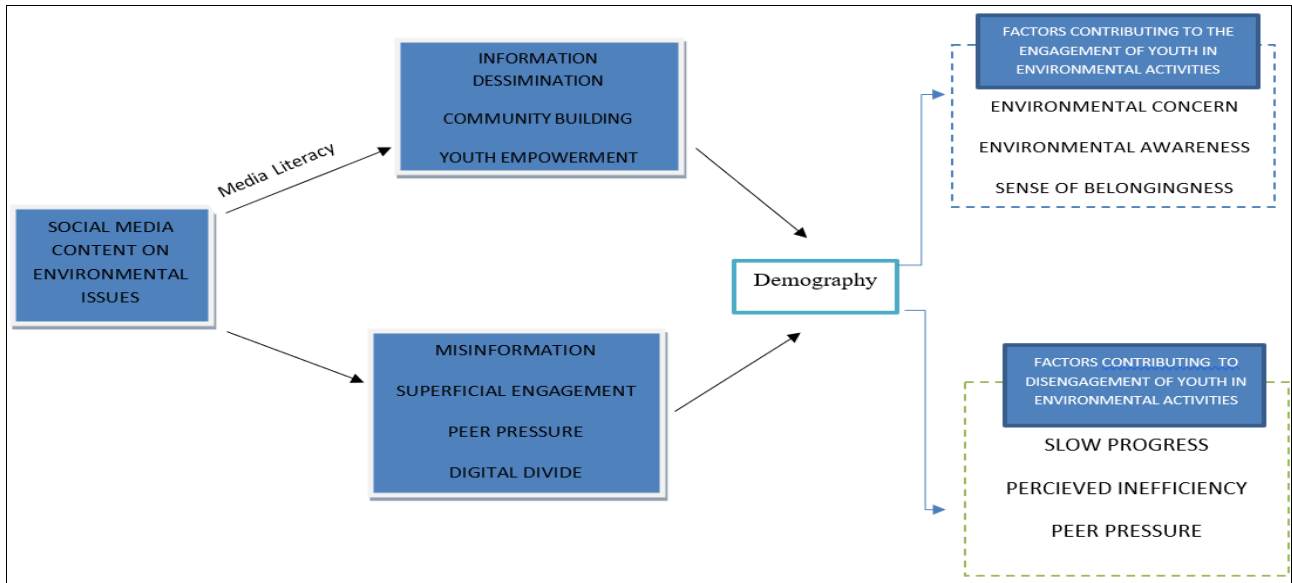 SOCIAL MEDIA
CONTENT ON
ENVIRONMENTAL
ISSUES
Media Literacy
INFORMATION
DESSIMINATION
COMMUNITY BUILDING
YOUTH EMPOWERMENT
MISINFORMATION
SUPERFICIAL ENGAGEMENT
PEER PRESSURE
DIGITAL DIVIDE
Demography
FACTORS CONTRIBUTING TO THE
ENGAGEMENT OF YOUTH IN
ENVIRONMENTAL ACTIVITIES
ENVIRONMENTAL CONCERN
ENVIRONMENTAL AWARENESS
SENSE OF BELONGINGNESS
FACTORS CONTRIBUTING TO
DISENGAGEMENT OF YOUTH IN
ENVIRONMENTAL ACTIVITIES
SLOW PROGRESS
PERCIEVED INEFFICIENCY
PEER PRESSURE